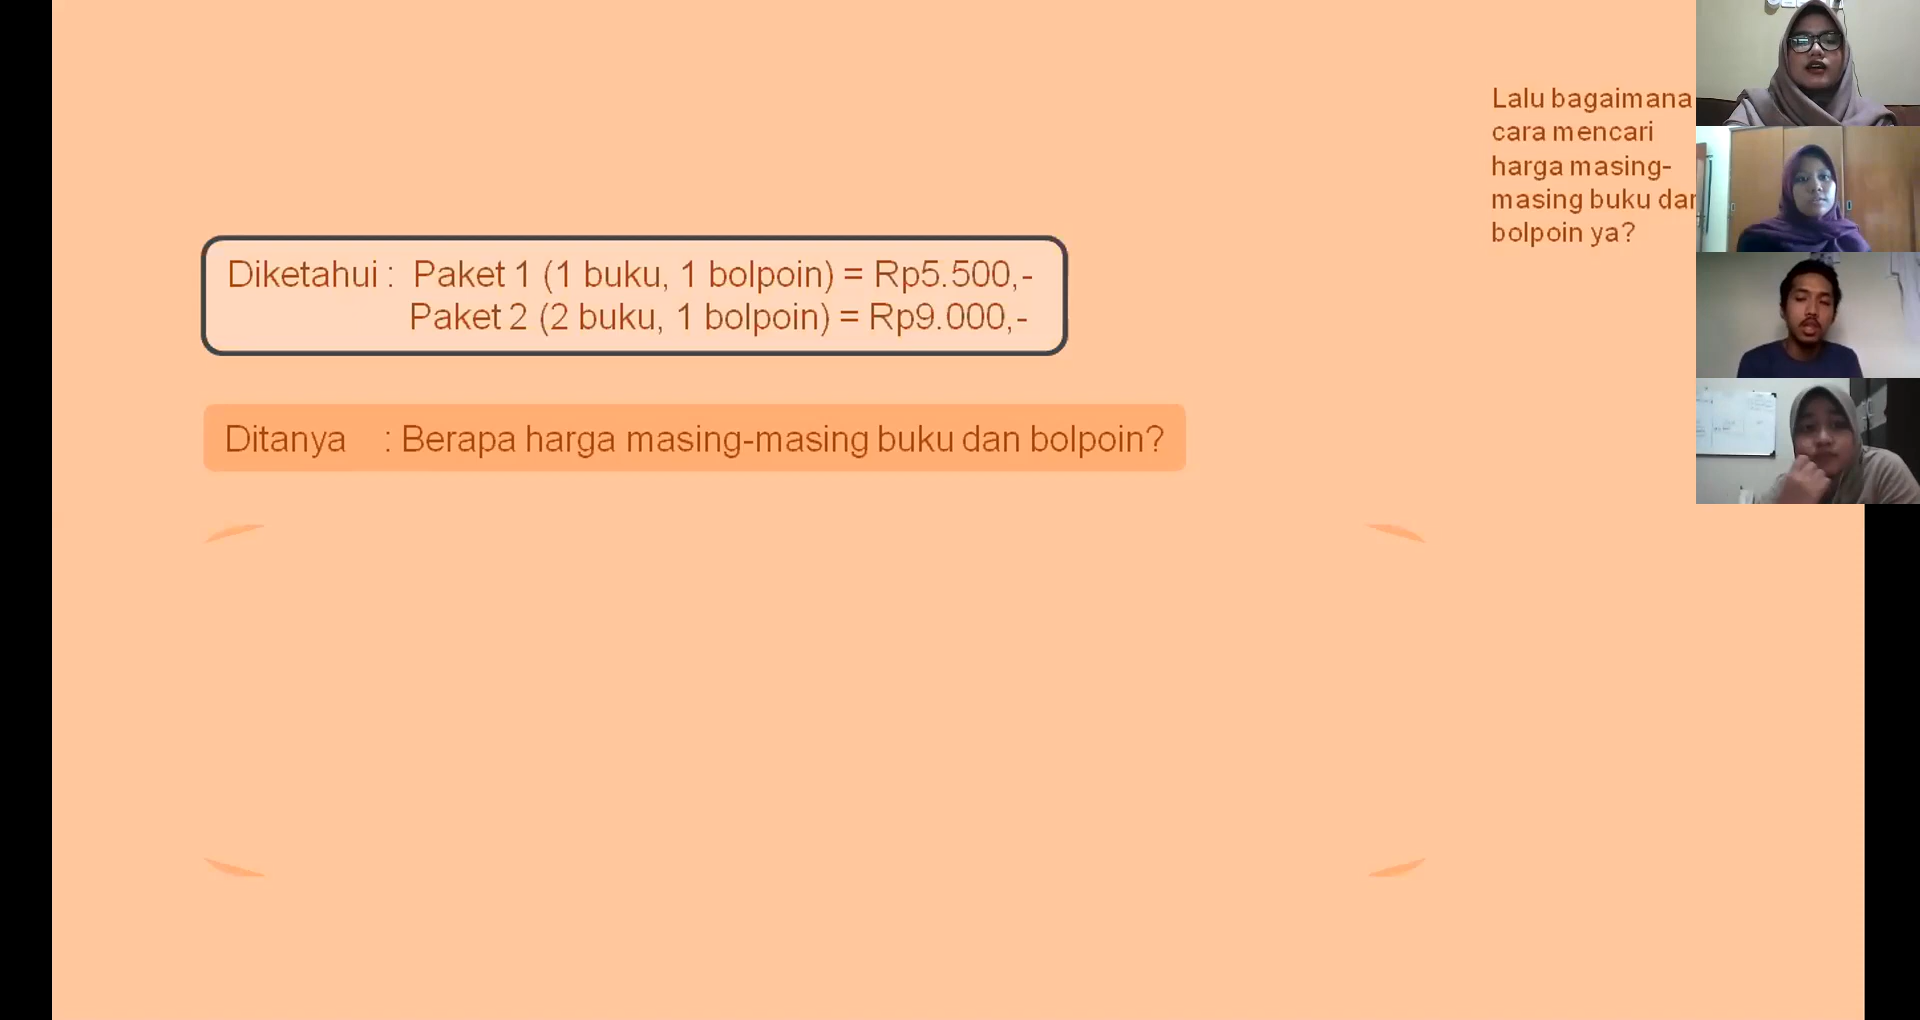 Lalu bagaimana
cara mencari
harga masing-
masing buku dan
bolpoin ya?
Diketahui : Paket 1 (1 buku, 1 bolpoin) = Rp5.500,-
Paket 2 (2 buku, 1 bolpoin) = Rp9.000,-
Ditanya : Berapa harga masing-masing buku dan bolpoin?